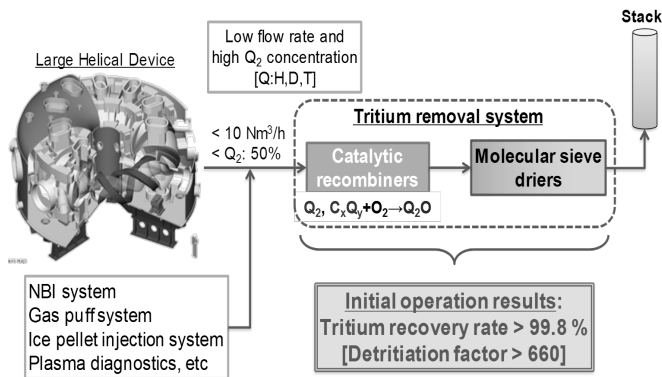 Stack
Large Helical Device
Low flow rate and
high Q₂ concentration
[Q:H,D,T]
< 10 Nm³/h
< Q₂: 50%
Tritium removal system
Catalytic
recombiners
Molecular sieve
driers
Q₂, CₓQᵧ+O₂→Q₂O
NBI system
Gas puff system
Ice pellet injection system
Plasma diagnostics, etc
Initial operation results:
Tritium recovery rate > 99.8 %
[Detritiation factor > 660]